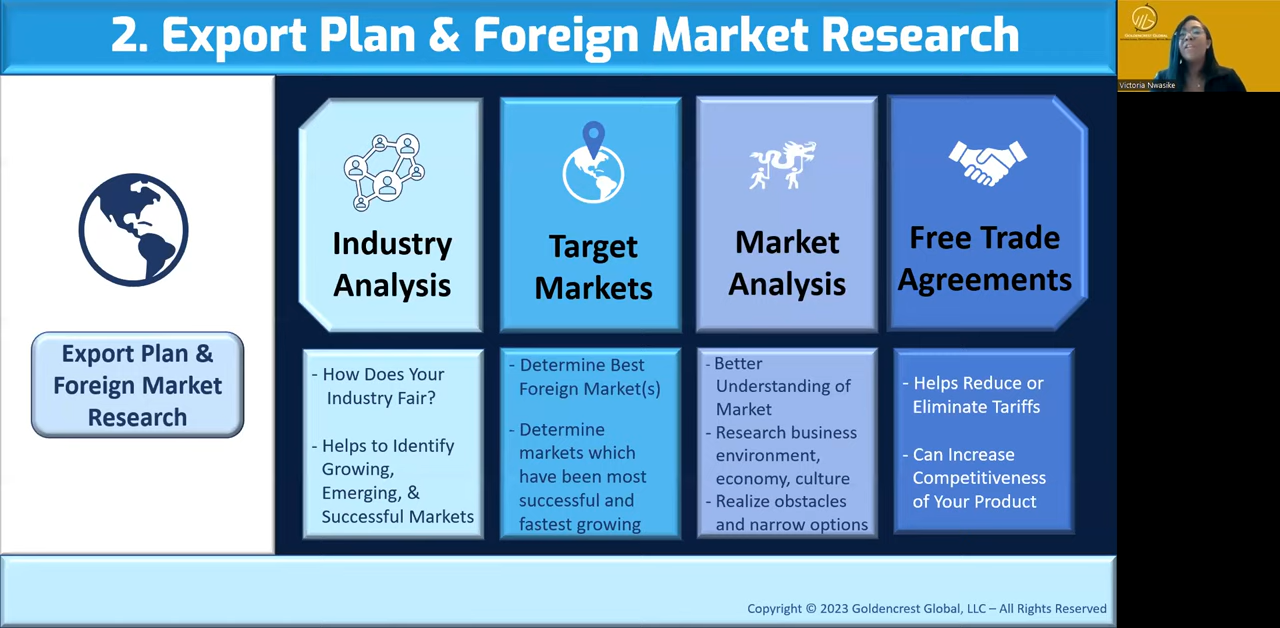 2. Export Plan & Foreign Market Research
GOLDENCREST GLOBAL
Victoria Nwasike
Export Plan &
Foreign Market
Research
Industry
Analysis
- How Does Your
Industry Fair?
- Helps to Identify
Growing,
Emerging, &
Successful Markets
Target
Markets
- Determine Best
Foreign Market(s)
- Determine
markets which
have been most
successful and
fastest growing
Market
Analysis
- Better
Understanding of
Market
- Research business
environment,
economy, culture
- Realize obstacles
and narrow options
Free Trade
Agreements
- Helps Reduce or
Eliminate Tariffs
- Can Increase
Competitiveness
of Your Product
Copyright © 2023 Goldencrest Global, LLC – All Rights Reserved